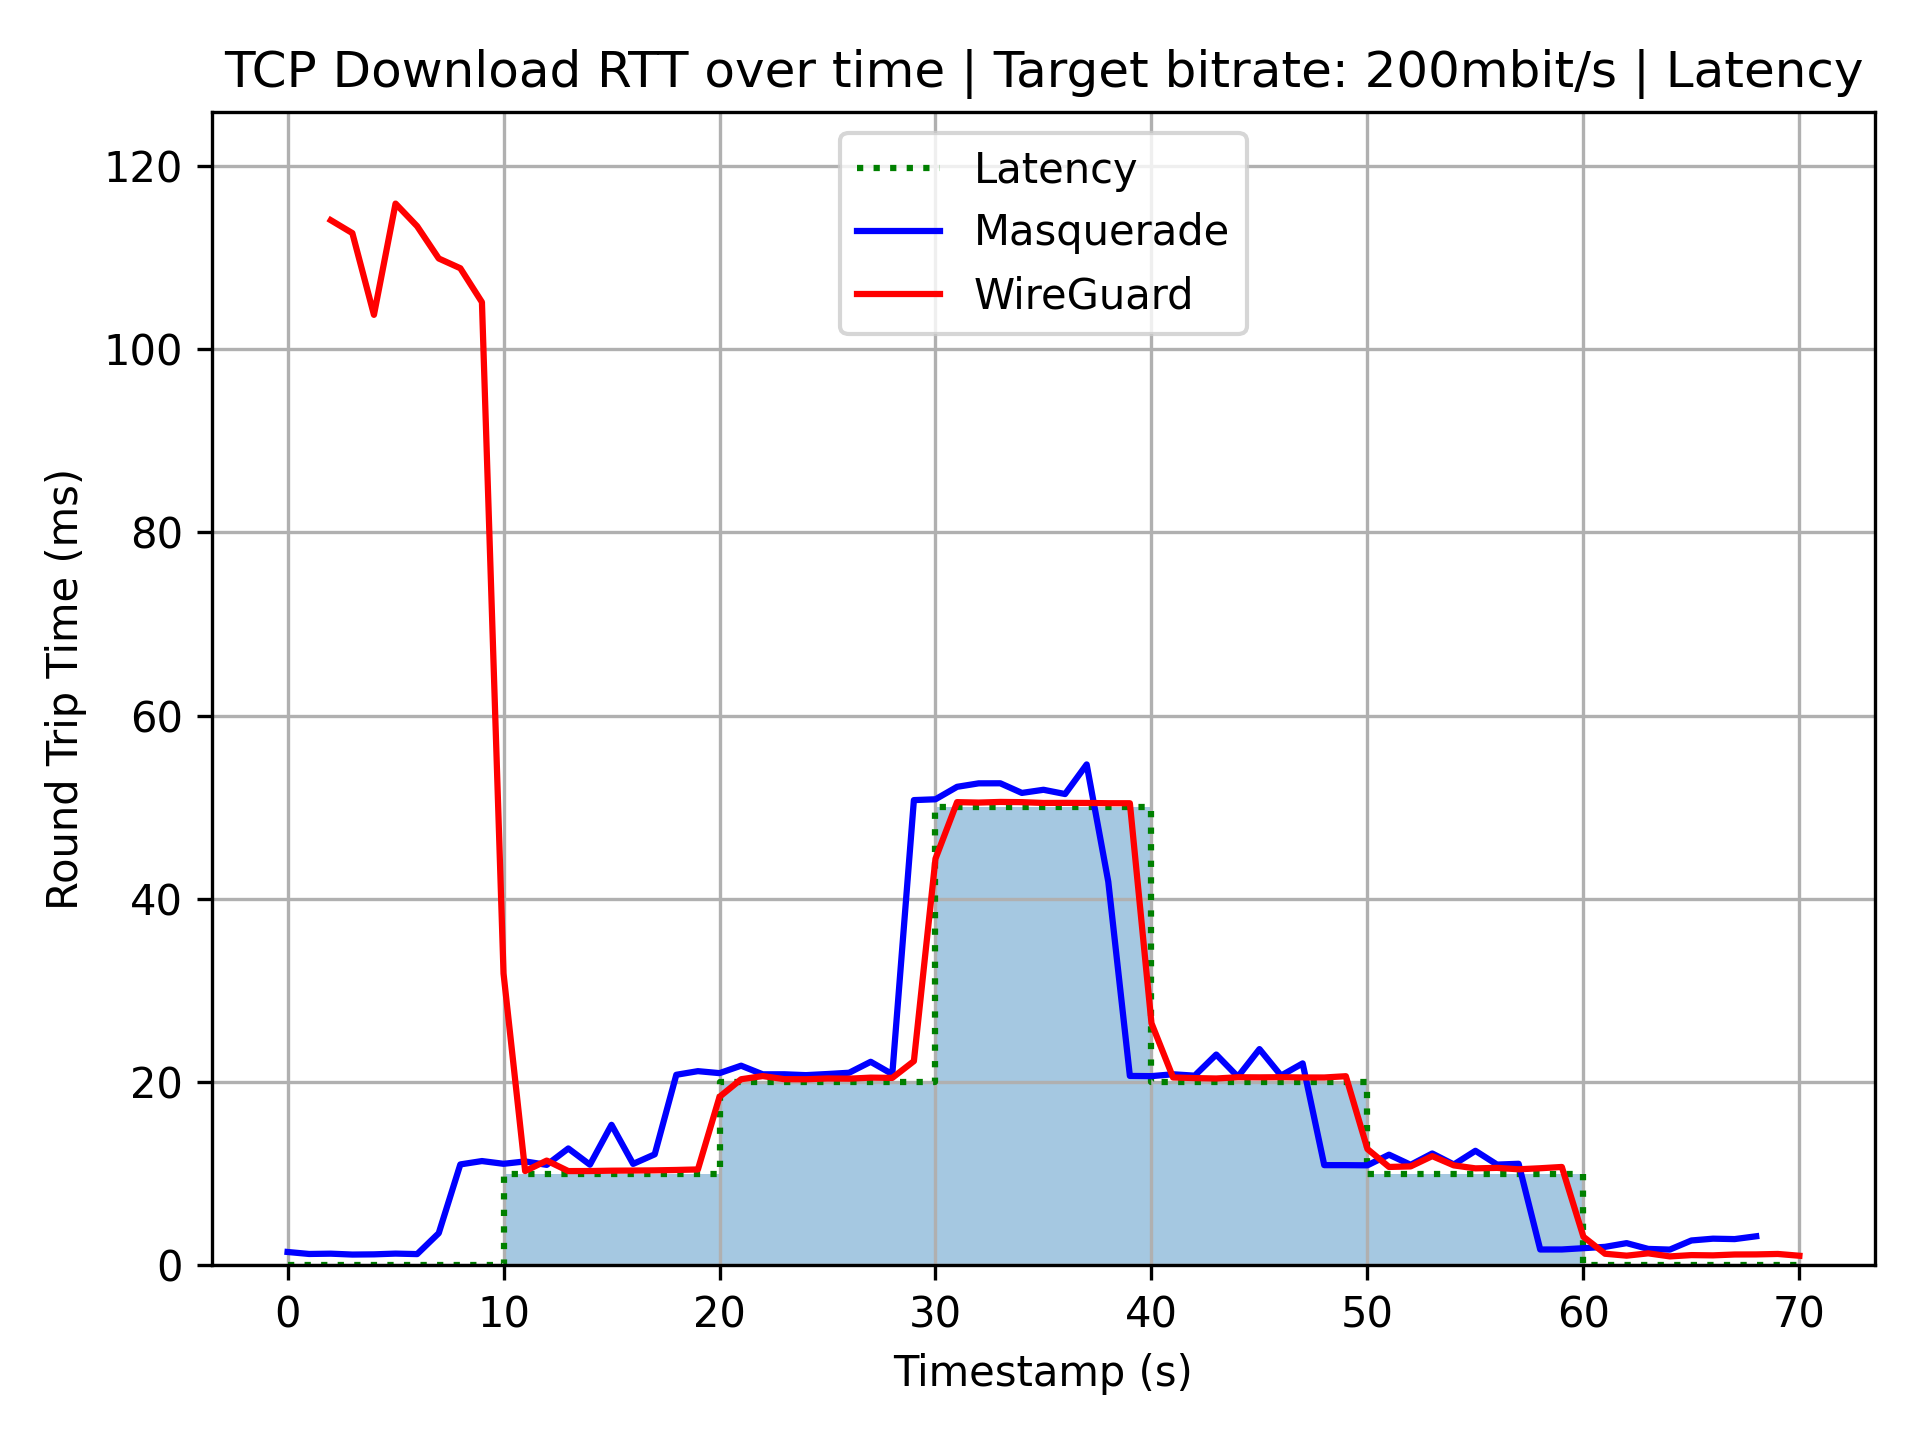 TCP Download RTT over time | Target bitrate: 200mbit/s | Latency
120
100
80
60
40
20
0
Round Trip Time (ms)
Latency
Masquerade
WireGuard
0 10 20 30 40 50 60 70
Timestamp (s)